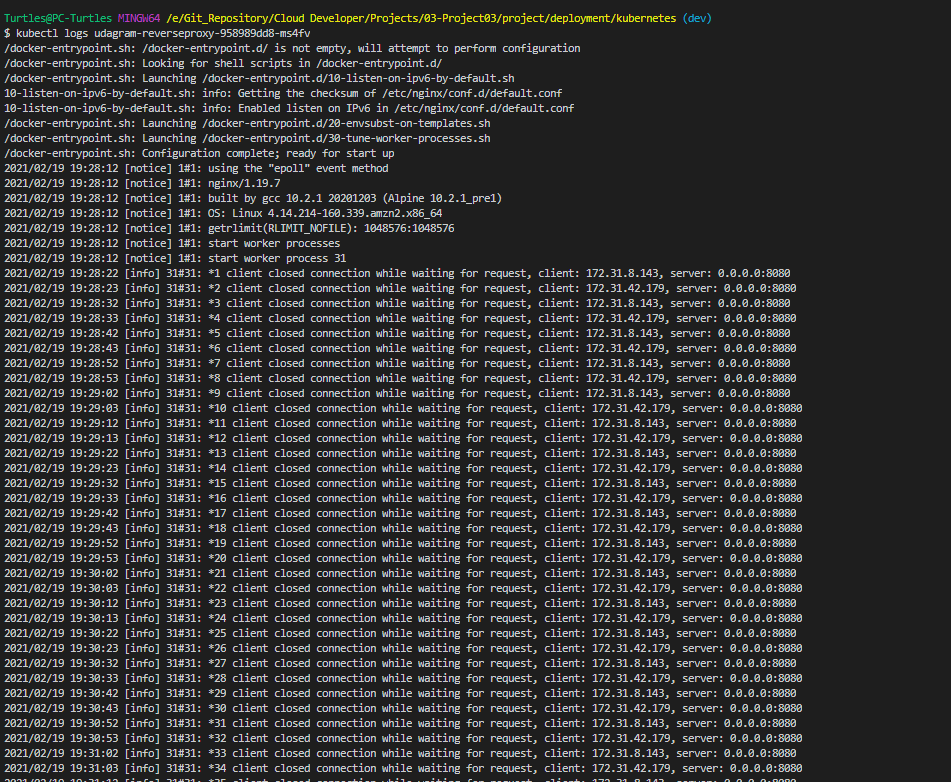 Turtles@PC-Turtles MINGW64 /e/Git_Repository/Cloud Developer/Projects/03-Project03/project/deployment/kubernetes (dev)
$ kubectl logs udagram-reverseproxy-958989dd8-ms4fv
/docker-entrypoint.sh: /docker-entrypoint.d/ is not empty, will attempt to perform configuration
/docker-entrypoint.sh: Looking for shell scripts in /docker-entrypoint.d/
/docker-entrypoint.sh: Launching /docker-entrypoint.d/10-listen-on-ipv6-by-default.sh
10-listen-on-ipv6-by-default.sh: info: Getting the checksum of /etc/nginx/conf.d/default.conf
10-listen-on-ipv6-by-default.sh: info: Enabled listen on IPv6 in /etc/nginx/conf.d/default.conf
/docker-entrypoint.sh: Launching /docker-entrypoint.d/20-envsubst-on-templates.sh
/docker-entrypoint.sh: Launching /docker-entrypoint.d/30-tune-worker-processes.sh
/docker-entrypoint.sh: Configuration complete; ready for start up
2021/02/19 19:28:12 [notice] 1#1: using the "epoll" event method
2021/02/19 19:28:12 [notice] 1#1: nginx/1.19.7
2021/02/19 19:28:12 [notice] 1#1: built by gcc 10.2.1 20201203 (Alpine 10.2.1_pre1)
2021/02/19 19:28:12 [notice] 1#1: OS: Linux 4.14.214-160.339.amzn2.x86_64
2021/02/19 19:28:12 [notice] 1#1: getrlimit(RLIMIT_NOFILE): 1048576:1048576
2021/02/19 19:28:12 [notice] 1#1: start worker processes
2021/02/19 19:28:12 [notice] 1#1: start worker process 31
2021/02/19 19:28:22 [info] 31#31: *1 client closed connection while waiting for request, client: 172.31.8.143, server: 0.0.0.0:8080
2021/02/19 19:28:23 [info] 31#31: *2 client closed connection while waiting for request, client: 172.31.42.179, server: 0.0.0.0:8080
2021/02/19 19:28:32 [info] 31#31: *3 client closed connection while waiting for request, client: 172.31.8.143, server: 0.0.0.0:8080
2021/02/19 19:28:33 [info] 31#31: *4 client closed connection while waiting for request, client: 172.31.42.179, server: 0.0.0.0:8080
2021/02/19 19:28:42 [info] 31#31: *5 client closed connection while waiting for request, client: 172.31.8.143, server: 0.0.0.0:8080
2021/02/19 19:28:43 [info] 31#31: *6 client closed connection while waiting for request, client: 172.31.42.179, server: 0.0.0.0:8080
2021/02/19 19:28:52 [info] 31#31: *7 client closed connection while waiting for request, client: 172.31.8.143, server: 0.0.0.0:8080
2021/02/19 19:28:53 [info] 31#31: *8 client closed connection while waiting for request, client: 172.31.42.179, server: 0.0.0.0:8080
2021/02/19 19:29:02 [info] 31#31: *9 client closed connection while waiting for request, client: 172.31.8.143, server: 0.0.0.0:8080
2021/02/19 19:29:03 [info] 31#31: *10 client closed connection while waiting for request, client: 172.31.42.179, server: 0.0.0.0:8080
2021/02/19 19:29:12 [info] 31#31: *11 client closed connection while waiting for request, client: 172.31.8.143, server: 0.0.0.0:8080
2021/02/19 19:29:13 [info] 31#31: *12 client closed connection while waiting for request, client: 172.31.42.179, server: 0.0.0.0:8080
2021/02/19 19:29:22 [info] 31#31: *13 client closed connection while waiting for request, client: 172.31.8.143, server: 0.0.0.0:8080
2021/02/19 19:29:23 [info] 31#31: *14 client closed connection while waiting for request, client: 172.31.42.179, server: 0.0.0.0:8080
2021/02/19 19:29:32 [info] 31#31: *15 client closed connection while waiting for request, client: 172.31.8.143, server: 0.0.0.0:8080
2021/02/19 19:29:33 [info] 31#31: *16 client closed connection while waiting for request, client: 172.31.42.179, server: 0.0.0.0:8080
2021/02/19 19:29:42 [info] 31#31: *17 client closed connection while waiting for request, client: 172.31.8.143, server: 0.0.0.0:8080
2021/02/19 19:29:43 [info] 31#31: *18 client closed connection while waiting for request, client: 172.31.42.179, server: 0.0.0.0:8080
2021/02/19 19:29:52 [info] 31#31: *19 client closed connection while waiting for request, client: 172.31.8.143, server: 0.0.0.0:8080
2021/02/19 19:29:53 [info] 31#31: *20 client closed connection while waiting for request, client: 172.31.42.179, server: 0.0.0.0:8080
2021/02/19 19:30:02 [info] 31#31: *21 client closed connection while waiting for request, client: 172.31.8.143, server: 0.0.0.0:8080
2021/02/19 19:30:03 [info] 31#31: *22 client closed connection while waiting for request, client: 172.31.42.179, server: 0.0.0.0:8080
2021/02/19 19:30:12 [info] 31#31: *23 client closed connection while waiting for request, client: 172.31.8.143, server: 0.0.0.0:8080
2021/02/19 19:30:13 [info] 31#31: *24 client closed connection while waiting for request, client: 172.31.42.179, server: 0.0.0.0:8080
2021/02/19 19:30:22 [info] 31#31: *25 client closed connection while waiting for request, client: 172.31.8.143, server: 0.0.0.0:8080
2021/02/19 19:30:23 [info] 31#31: *26 client closed connection while waiting for request, client: 172.31.42.179, server: 0.0.0.0:8080
2021/02/19 19:30:32 [info] 31#31: *27 client closed connection while waiting for request, client: 172.31.8.143, server: 0.0.0.0:8080
2021/02/19 19:30:33 [info] 31#31: *28 client closed connection while waiting for request, client: 172.31.42.179, server: 0.0.0.0:8080
2021/02/19 19:30:42 [info] 31#31: *29 client closed connection while waiting for request, client: 172.31.8.143, server: 0.0.0.0:8080
2021/02/19 19:30:43 [info] 31#31: *30 client closed connection while waiting for request, client: 172.31.42.179, server: 0.0.0.0:8080
2021/02/19 19:30:52 [info] 31#31: *31 client closed connection while waiting for request, client: 172.31.8.143, server: 0.0.0.0:8080
2021/02/19 19:30:53 [info] 31#31: *32 client closed connection while waiting for request, client: 172.31.42.179, server: 0.0.0.0:8080
2021/02/19 19:31:02 [info] 31#31: *33 client closed connection while waiting for request, client: 172.31.8.143, server: 0.0.0.0:8080
2021/02/19 19:31:03 [info] 31#31: *34 client closed connection while waiting for request, client: 172.31.42.179, server: 0.0.0.0:8080